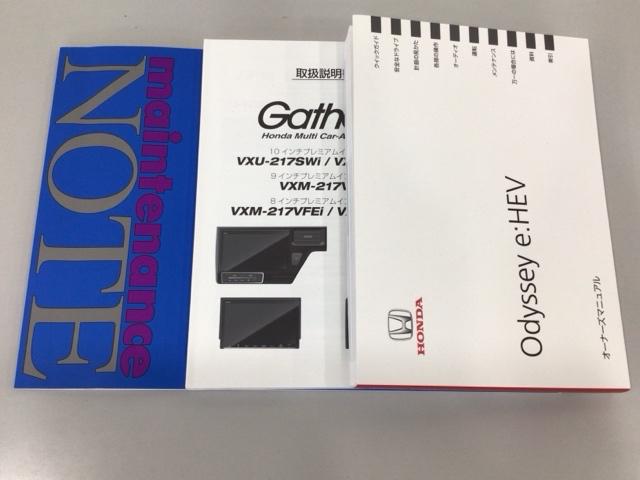 maintenance
NOTE
取扱説明
Gath
Honda Multi Car-A
10 インチプレミアムイン
VXU-217SWi / VX
9 インチプレミアムイ
VXM-217V
8 インチプレミアムイン
VXM-217VFEi / V
クイックガイド
安全なドライブ
計器の見かた
各部の操作
オーディオ
運転
メンテナンス
万一の場合には
資料
索引
HONDA
Odyssey e:HEV
オーナーズマニュアル